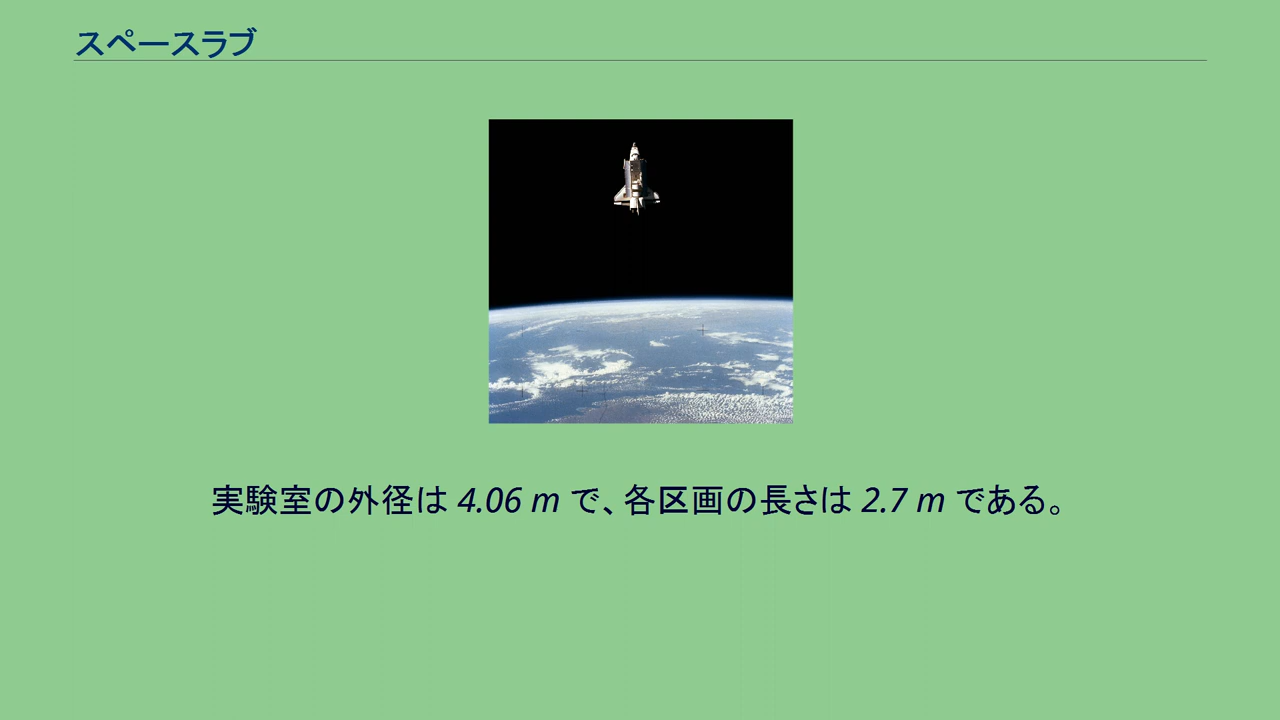 スペースラブ
実験室の外径は 4.06 m で、各区画の長さは 2.7 m である。